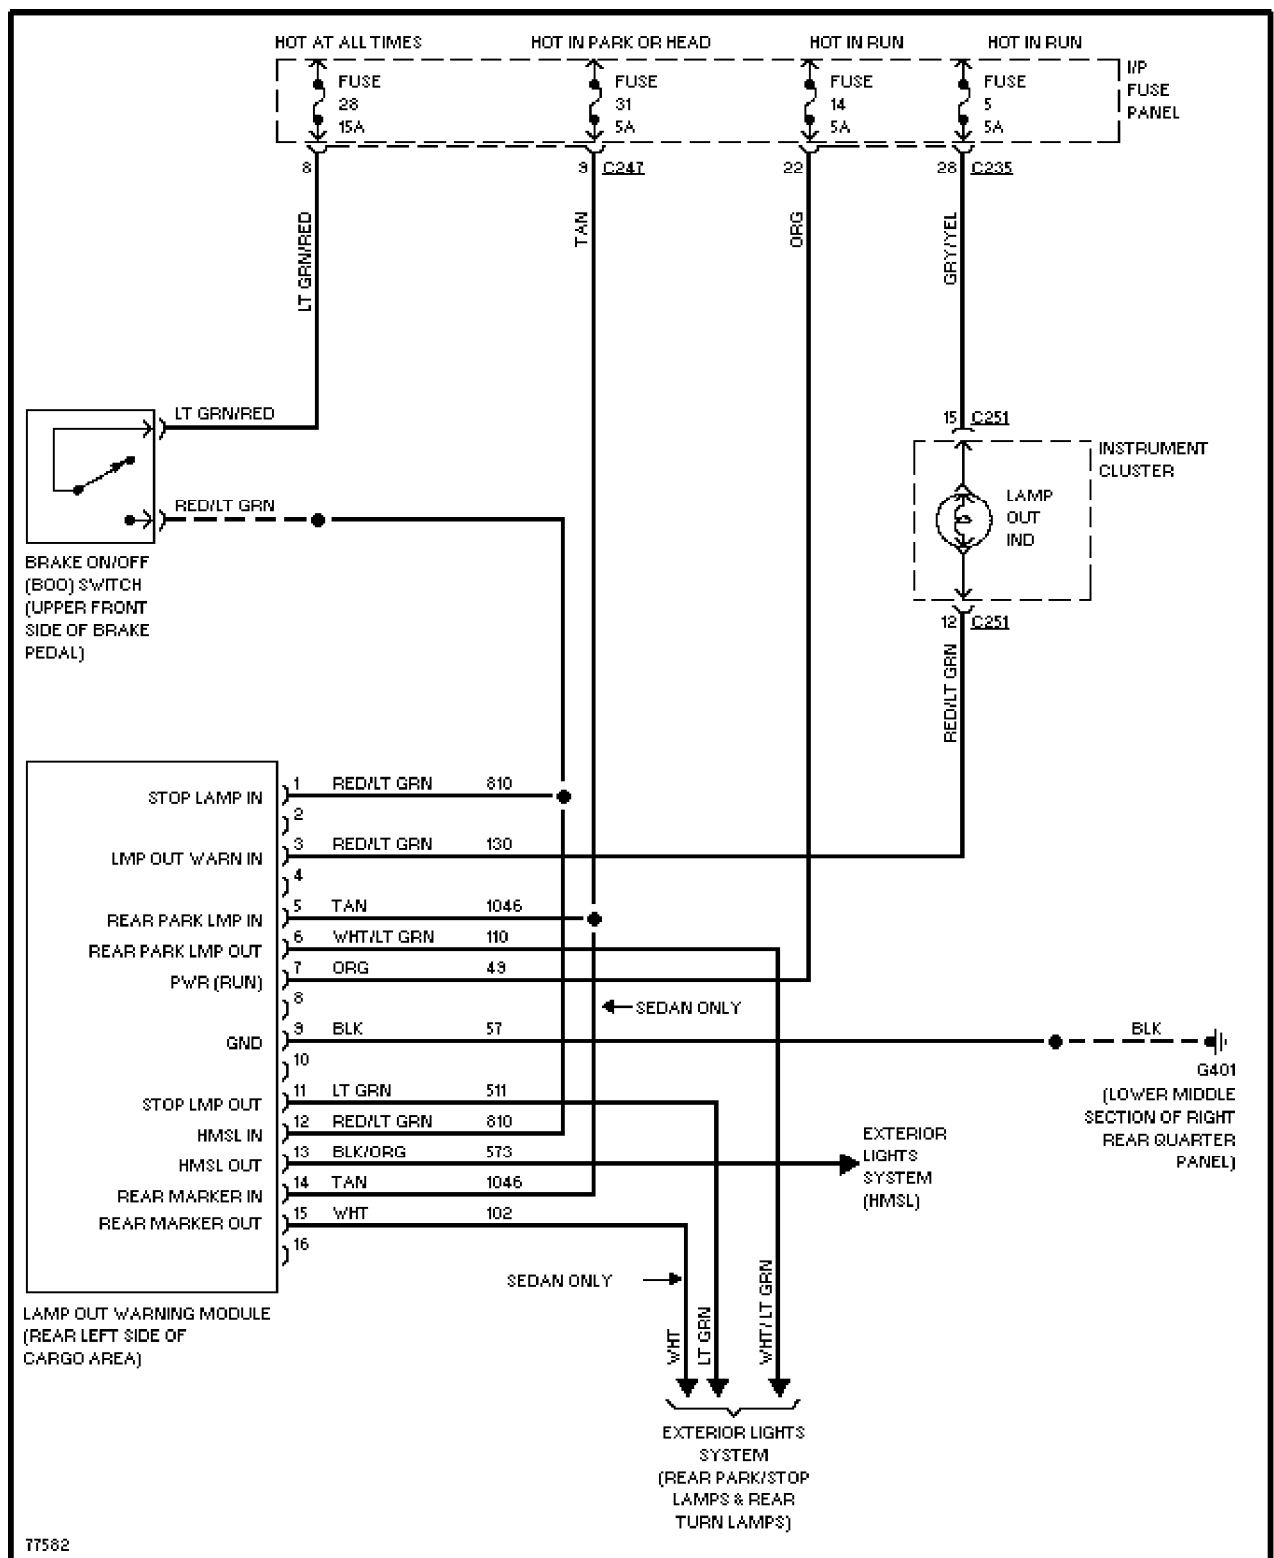 HOT AT ALL TIMES
HOT IN PARK OR HEAD
HOT IN RUN
HOT IN RUN
FUSE
28
15A
FUSE
31
5A
FUSE
14
5A
FUSE
5
5A
I/P
FUSE
PANEL
8
9 C247
22
28 C235
LT GRN/RED
TAN
ORG
GRY/YEL
LT GRN/RED
RED/LT GRN
BRAKE ON/OFF
(BOO) SWITCH
(UPPER FRONT
SIDE OF BRAKE
PEDAL)
15 C251
INSTRUMENT
CLUSTER
LAMP
OUT
IND
12 C251
RED/LT GRN
STOP LAMP IN 1 RED/LT GRN 810
2
LMP OUT WARN IN 3 RED/LT GRN 130
4
REAR PARK LMP IN 5 TAN 1046
REAR PARK LMP OUT 6 WHT/LT GRN 110
PWR (RUN) 7 ORG 49
8
SEDAN ONLY
GND 9 BLK 57
BLK
10
G401
(LOWER MIDDLE
SECTION OF RIGHT
REAR QUARTER
PANEL)
STOP LMP OUT 11 LT GRN 511
HMSL IN 12 RED/LT GRN 810
HMSL OUT 13 BLK/ORG 573
EXTERIOR
LIGHTS
SYSTEM
(HMSL)
REAR MARKER IN 14 TAN 1046
REAR MARKER OUT 15 WHT 102
16
SEDAN ONLY
WHT
LT GRN
WHT/ LT GRN
LAMP OUT WARNING MODULE
(REAR LEFT SIDE OF
CARGO AREA)
EXTERIOR LIGHTS
SYSTEM
(REAR PARK/STOP
LAMPS & REAR
TURN LAMPS)
77582